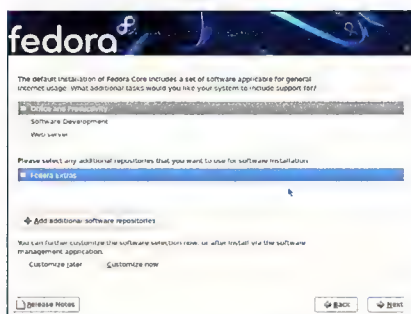 fedora
The default installation of Fedora Core includes a set of software applicable for general
internet usage. What additional tasks would you like your system to include support for?
Office and Productivity
Software Development
Web server
Please select any additional repositories that you want to use for software installation
Fedora Extras
Add additional software repositories
You can further customize the software selection now, or after install via the software
management application.
Customize later Customize now
Release Notes Back Next